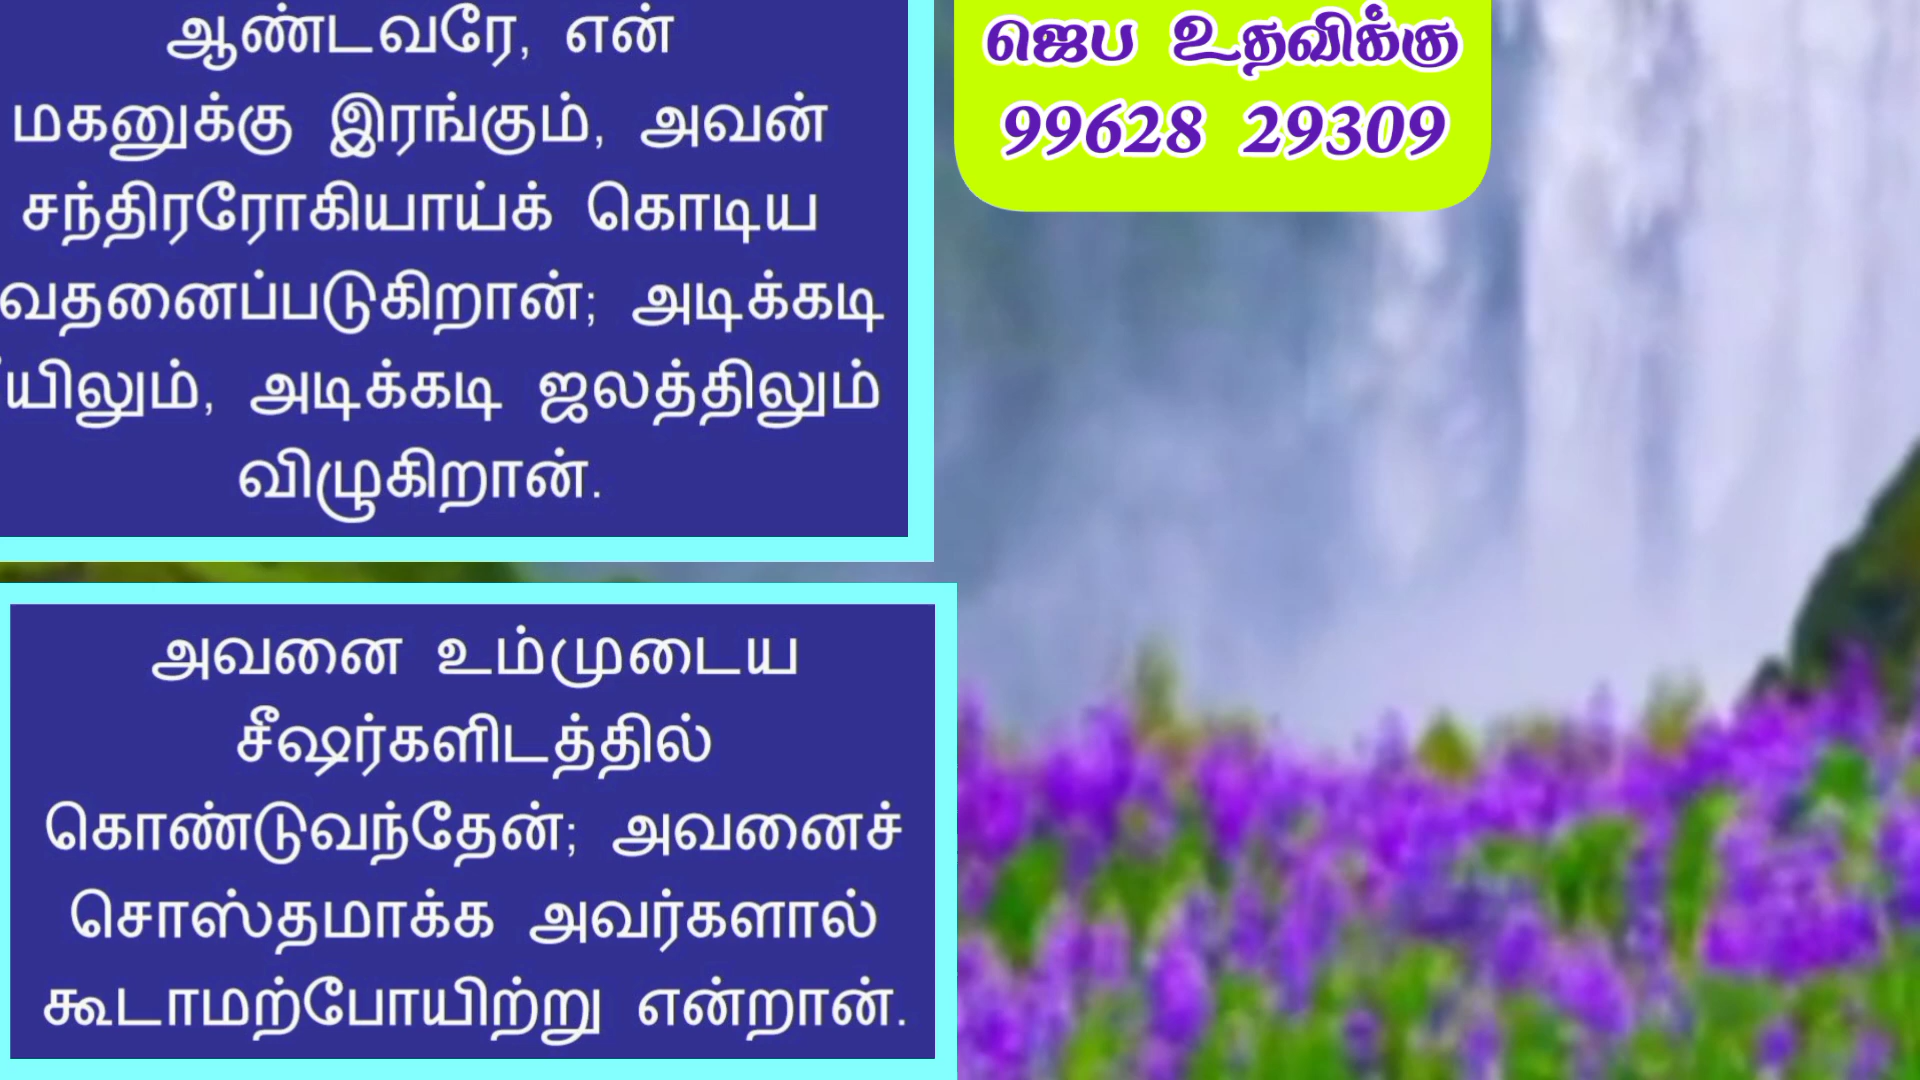 ஆண்டவரே, என்
மகனுக்கு இரங்கும், அவன்
சந்திரரோகியாய்க் கொடிய
வதனைப்படுகிறான்; அடிக்கடி
யிலும், அடிக்கடி ஜலத்திலும்
விழுகிறான்.
அவனை உம்முடைய
சீஷர்களிடத்தில்
கொண்டுவந்தேன்; அவனைச்
சொஸ்தமாக்க அவர்களால்
கூடாமற்போயிற்று என்றான்.
ஜெப உதவிக்கு
99628 29309